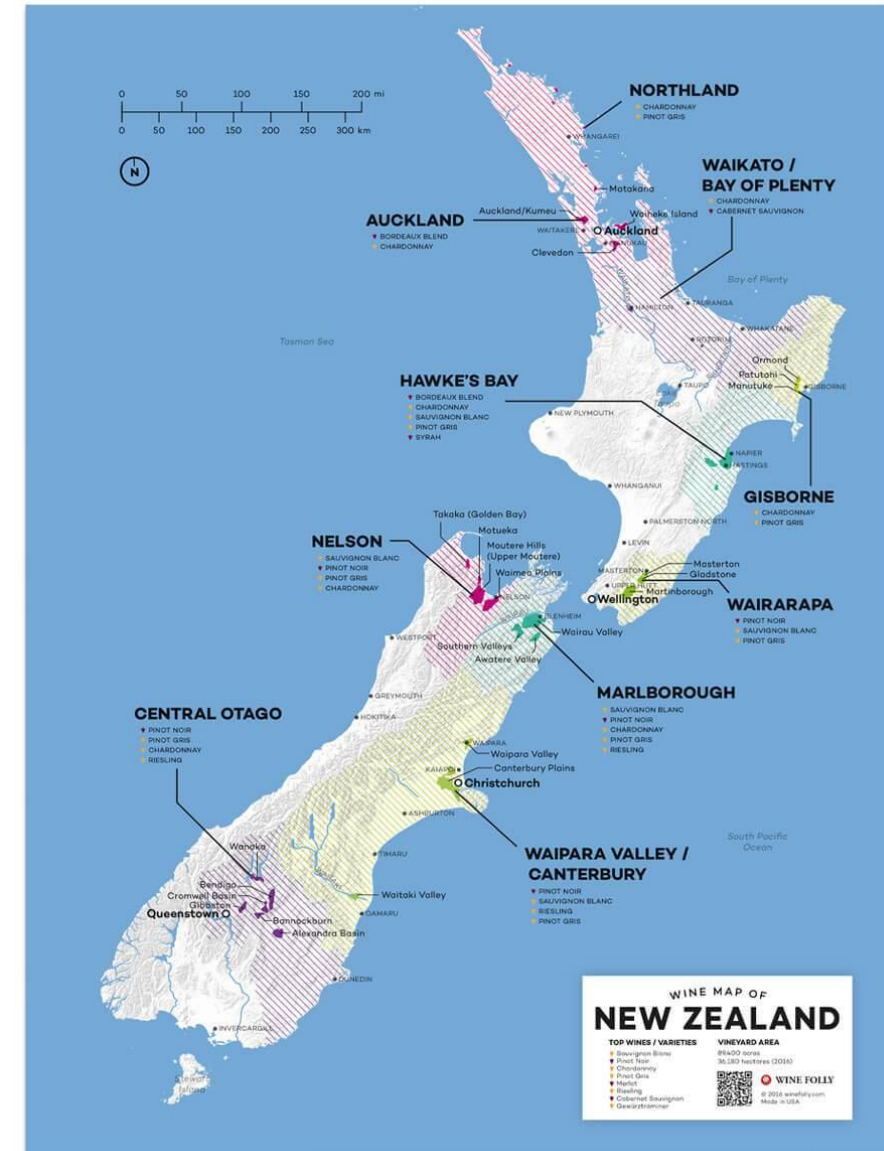 0 50 100 150 200 mi
0 50 100 150 200 250 300 km
N
NORTHLAND
CHARDONNAY
PINOT GRIS
WHANGAREI
WAIKATO /
BAY OF PLENTY
CHARDONNAY
CABERNET SAUVIGNON
Matakana
Auckland/Kumeu
Waiheke Island
AUCKLAND
BORDEAUX BLEND
CHARDONNAY
WAITAKERE
Auckland
MANUKAU
Clevedon
Bay of Plenty
WAIKATO
HAMILTON
TAURANGA
WHAKATANE
ROTORUA
Tasman Sea
Ormond
Patutahi
Manutuke
GISBORNE
TAUPO
Lake
Taupo
HAWKE'S BAY
BORDEAUX BLEND
CHARDONNAY
SAUVIGNON BLANC
PINOT GRIS
SYRAH
NEW PLYMOUTH
NAPIER
HASTINGS
WHANGANUI
GISBORNE
CHARDONNAY
PINOT GRIS
PALMERSTON NORTH
LEVIN
Takaka (Golden Bay)
Motueka
Moutere Hills
(Upper Moutere)
Waimea Plains
NELSON
SAUVIGNON BLANC
PINOT NOIR
PINOT GRIS
CHARDONNAY
NELSON
MASTERTON
Masterton
Gladstone
UPPER HUTT
Martinborough
Wellington
WAIRARAPA
PINOT NOIR
SAUVIGNON BLANC
PINOT GRIS
BLENHEIM
Wairau Valley
WESTPORT
Southern Valleys
Awatere Valley
MARLBOROUGH
SAUVIGNON BLANC
PINOT NOIR
CHARDONNAY
PINOT GRIS
RIESLING
GREYMOUTH
HOKITIKA
CENTRAL OTAGO
PINOT NOIR
PINOT GRIS
CHARDONNAY
RIESLING
WAIPARA
Waipara Valley
KAIAPOI
Canterbury Plains
Christchurch
ASHBURTON
South Pacific
Ocean
WAIPARA VALLEY /
CANTERBURY
PINOT NOIR
SAUVIGNON BLANC
RIESLING
PINOT GRIS
Wanaka
TIMARU
WAITAKI
Bendigo
Cromwell Basin
Gibbston
Waitaki Valley
Queenstown
OAMARU
Bannockburn
Alexandra Basin
DUNEDIN
INVERCARGILL
Stewart
Island
WINE MAP OF
NEW ZEALAND
TOP WINES / VARIETIES
Sauvignon Blanc
Pinot Noir
Chardonnay
Pinot Gris
Merlot
Riesling
Cabernet Sauvignon
Gewürztraminer
VINEYARD AREA
89,400 acres
36,180 hectares (2016)
WINE FOLLY
© 2016 winefolly.com
Made in USA